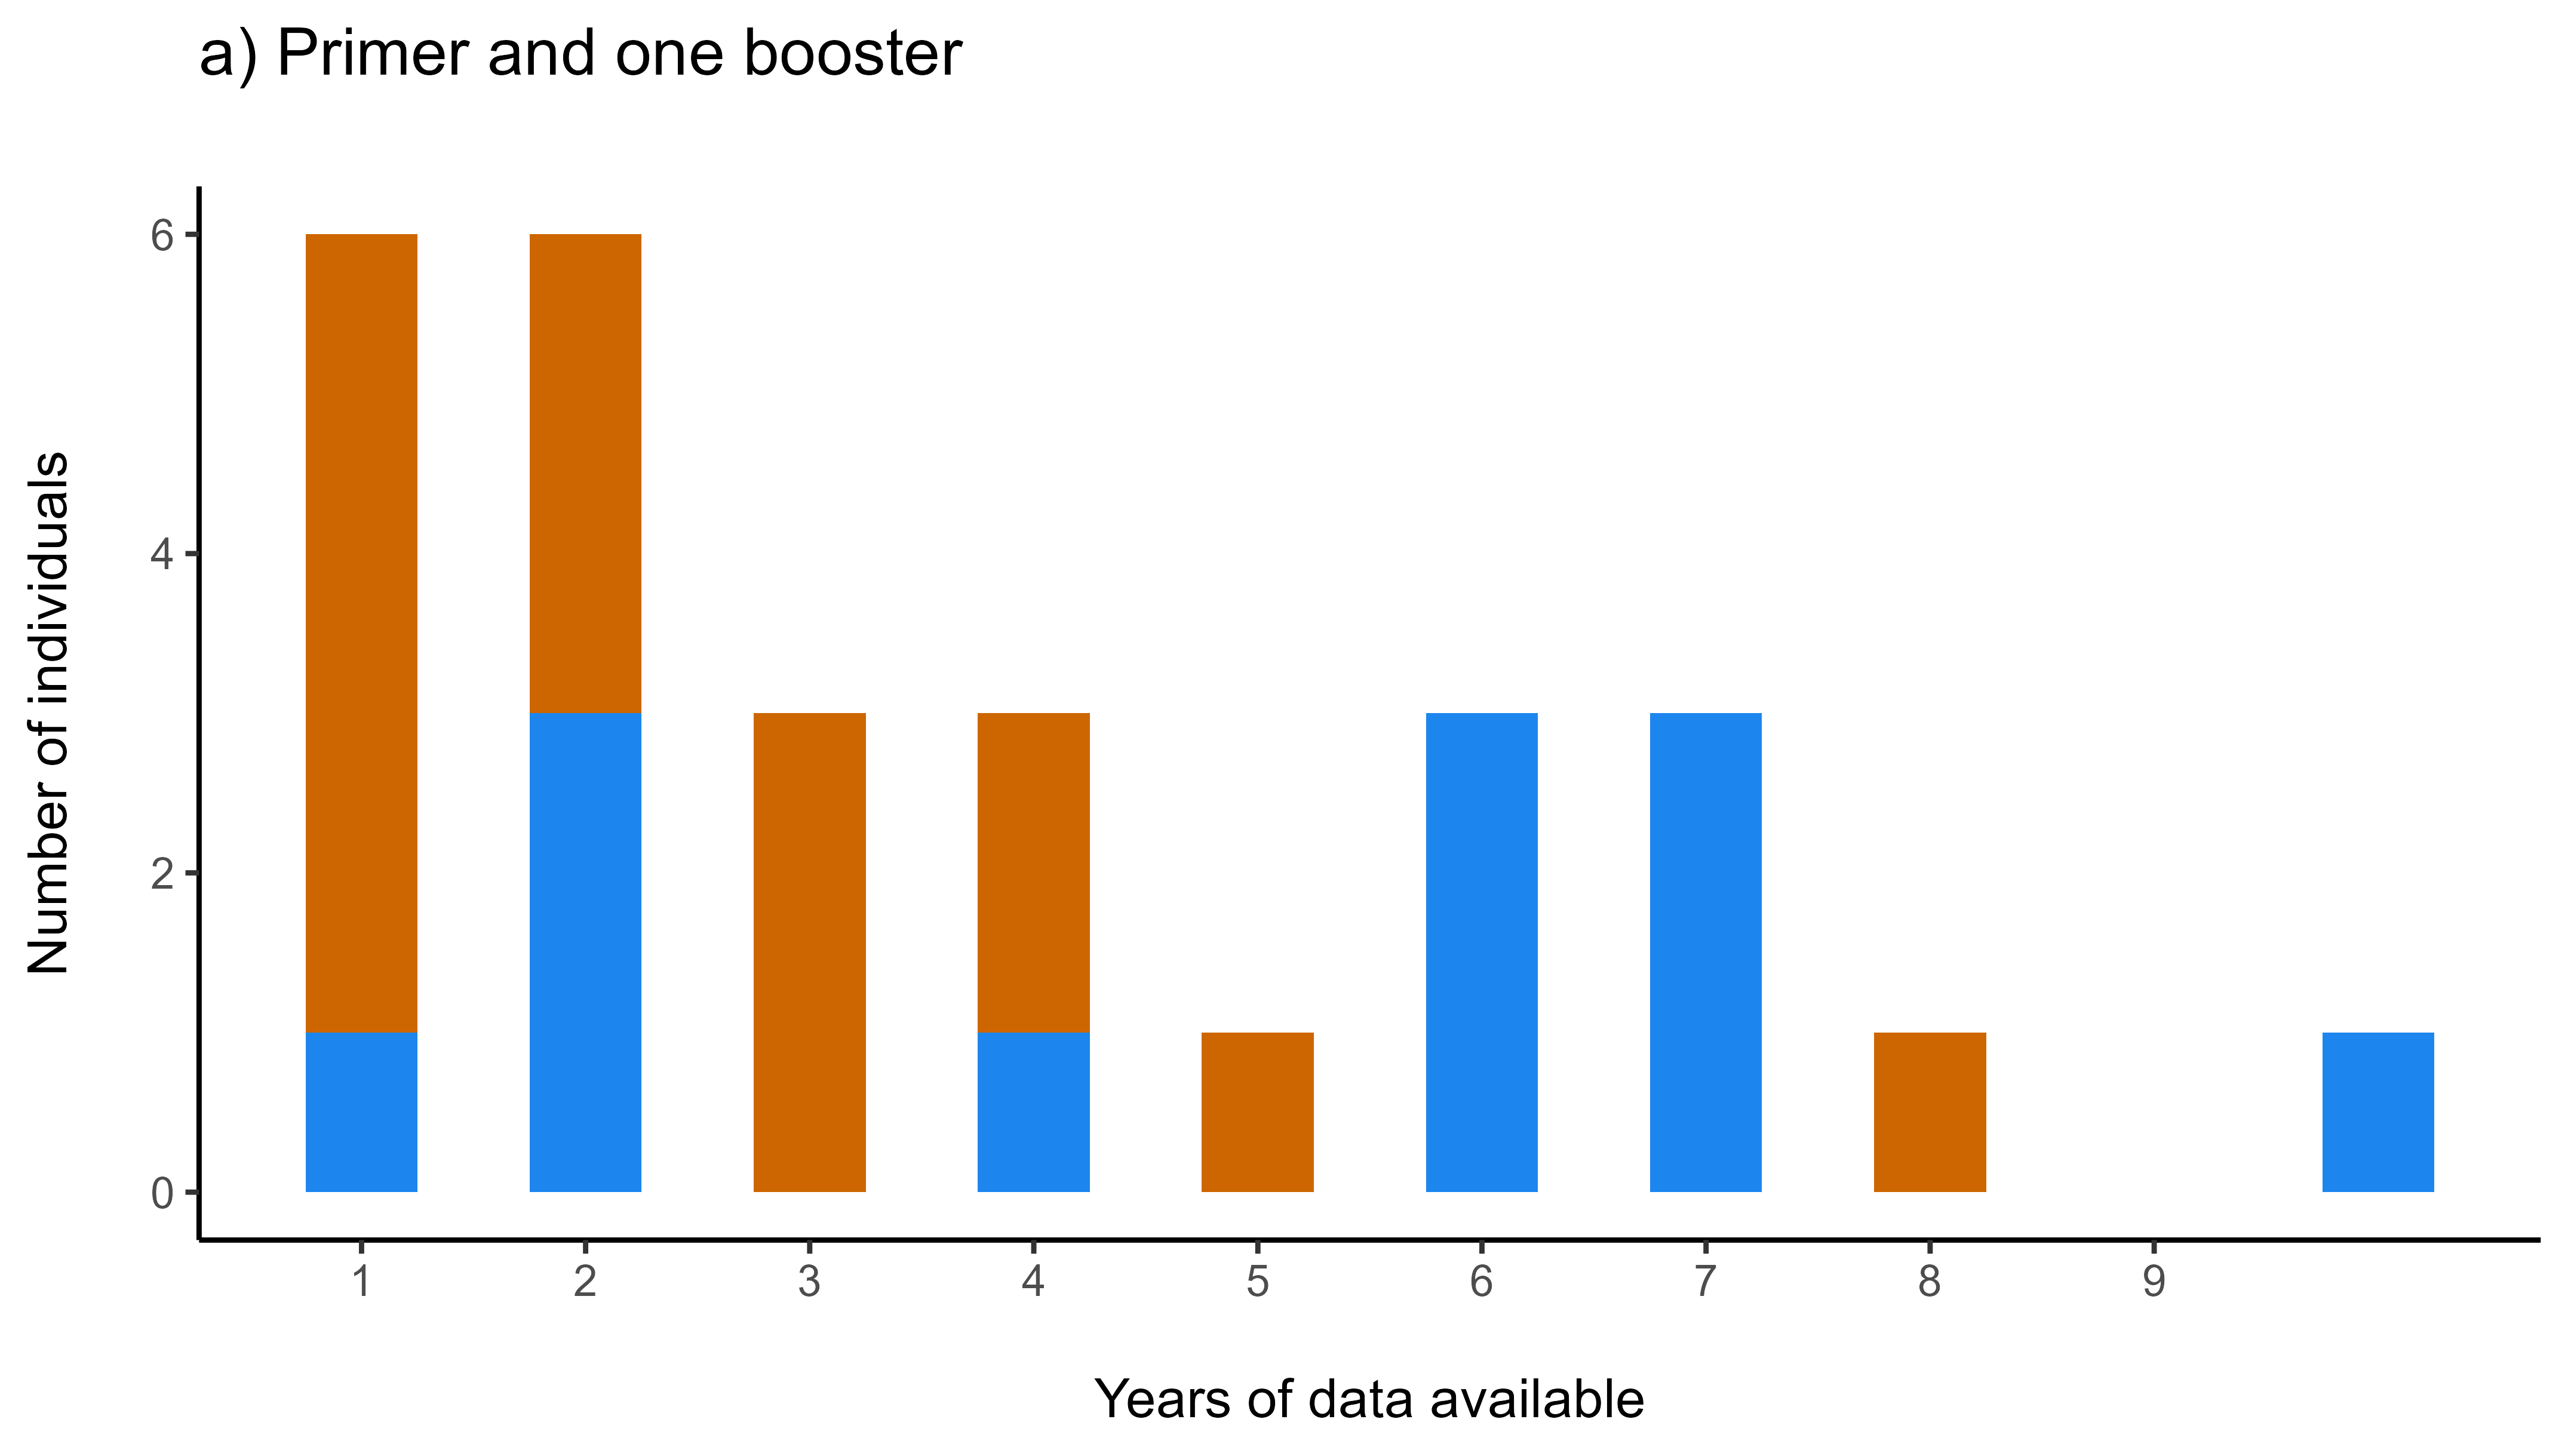 a) Primer and one booster
Number of individuals
6
4
2
0
1 2 3 4 5 6 7 8 9
Years of data available